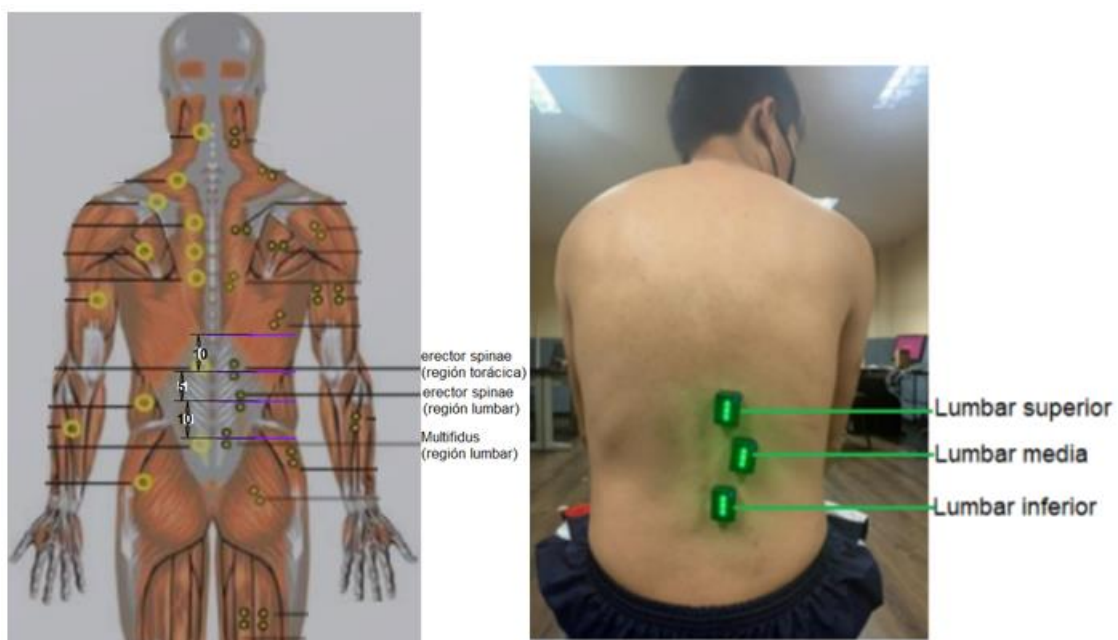 10
erector spinae
(región torácica)
51
erector spinae
(región lumbar)
10
Multifidus
(región lumbar)
Lumbar superior
Lumbar media
Lumbar inferior